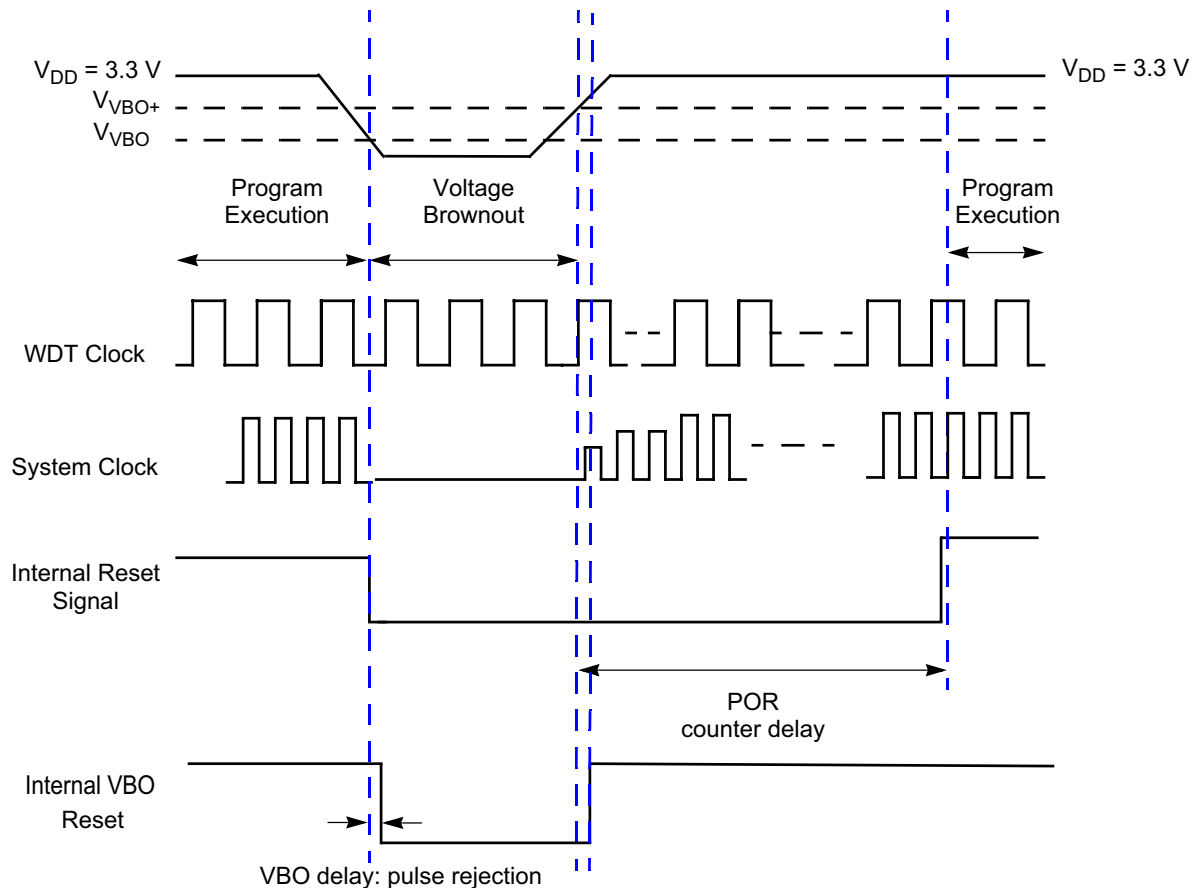 V_DD = 3.3 V
V_DD = 3.3 V
V_VBO+
V_VBO
Program
Execution
Voltage
Brownout
Program
Execution
WDT Clock
System Clock
Internal Reset
Signal
POR
counter delay
Internal VBO
Reset
VBO delay: pulse rejection